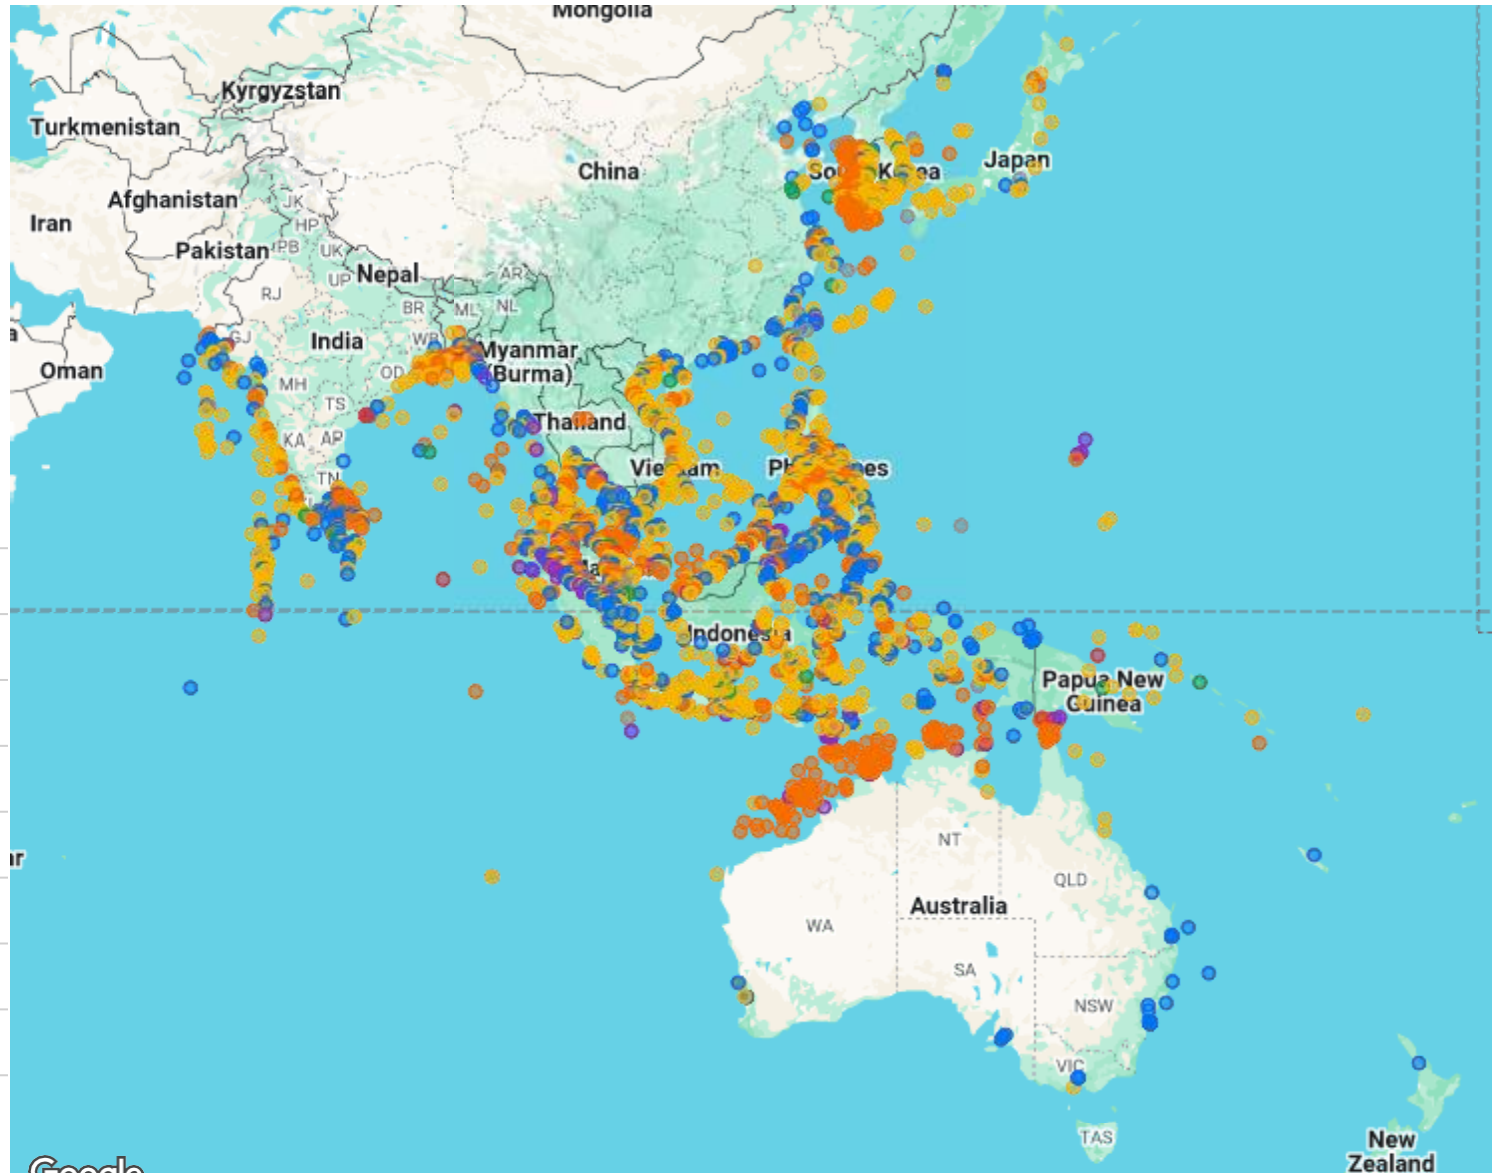 Mongolia
Kyrgyzstan
Turkmenistan
China
Japan
Afghanistan
JK
Iran
HP
Pakistan
PB
UK
Nepal
AR
UP
RJ
BR
ML
NL
GJ
India
WB
Myanmar
(Burma)
Oman
OD
MH
TS
Thailand
KA
AP
Vietnam
TN
Indonesia
Papua New
Guinea
NT
QLD
Australia
WA
SA
NSW
VIC
TAS
New
Zealand
Google